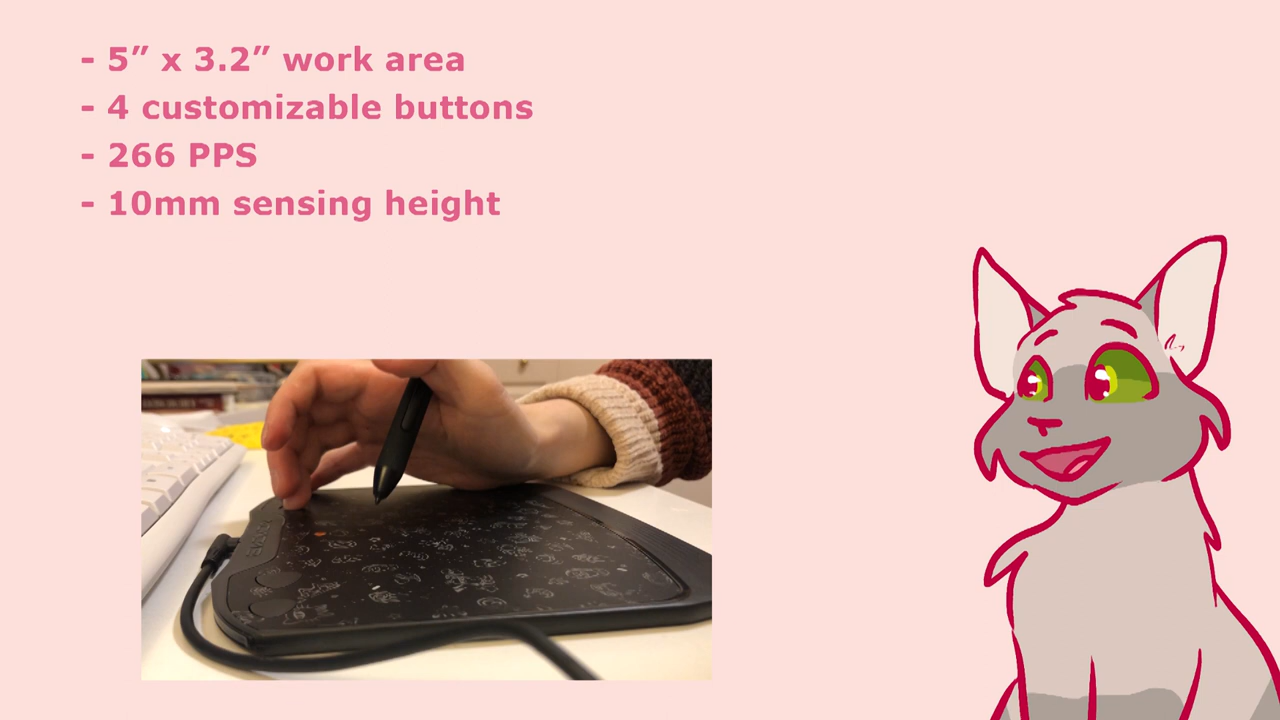 - 5” x 3.2” work area
- 4 customizable buttons
- 266 PPS
- 10mm sensing height